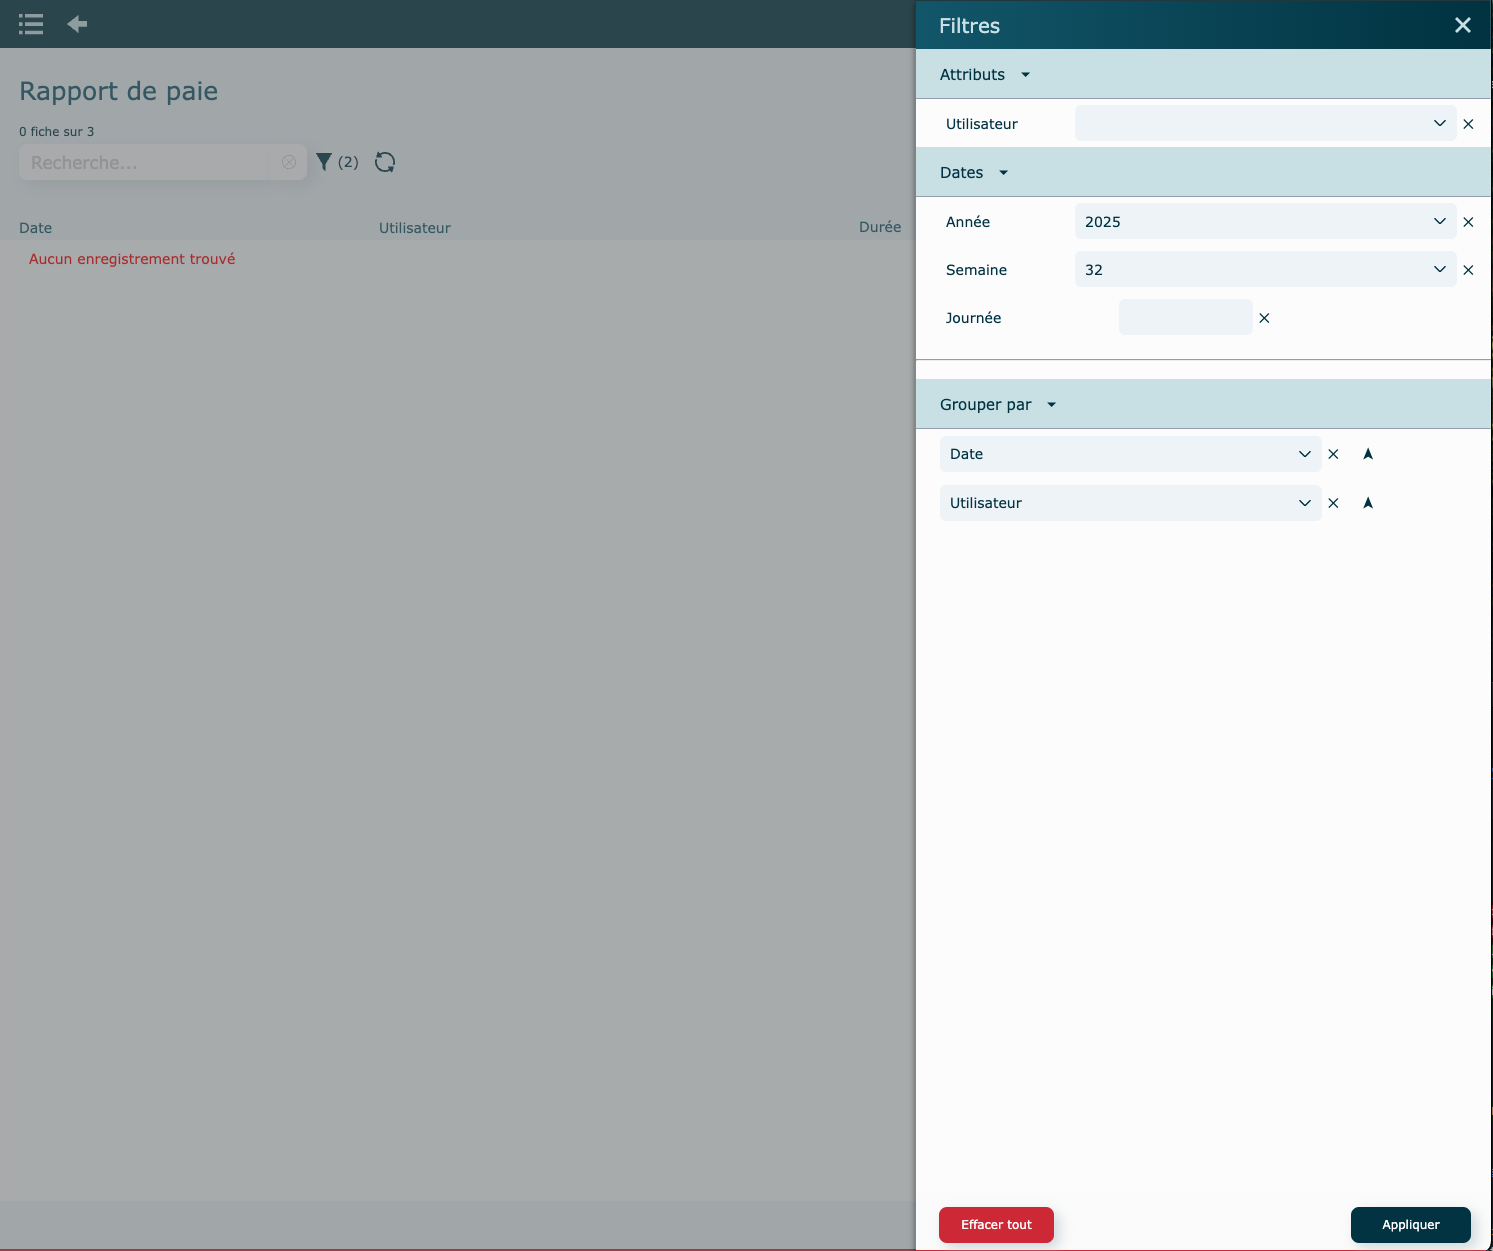 Rapport de paie
0 fiche sur 3
Recherche...
(2)
Date Utilisateur Durée
Aucun enregistrement trouvé
Filtres
Attributs
Utilisateur
Dates
Année 2025
Semaine 32
Journée
Grouper par
Date
Utilisateur
Effacer tout Appliquer